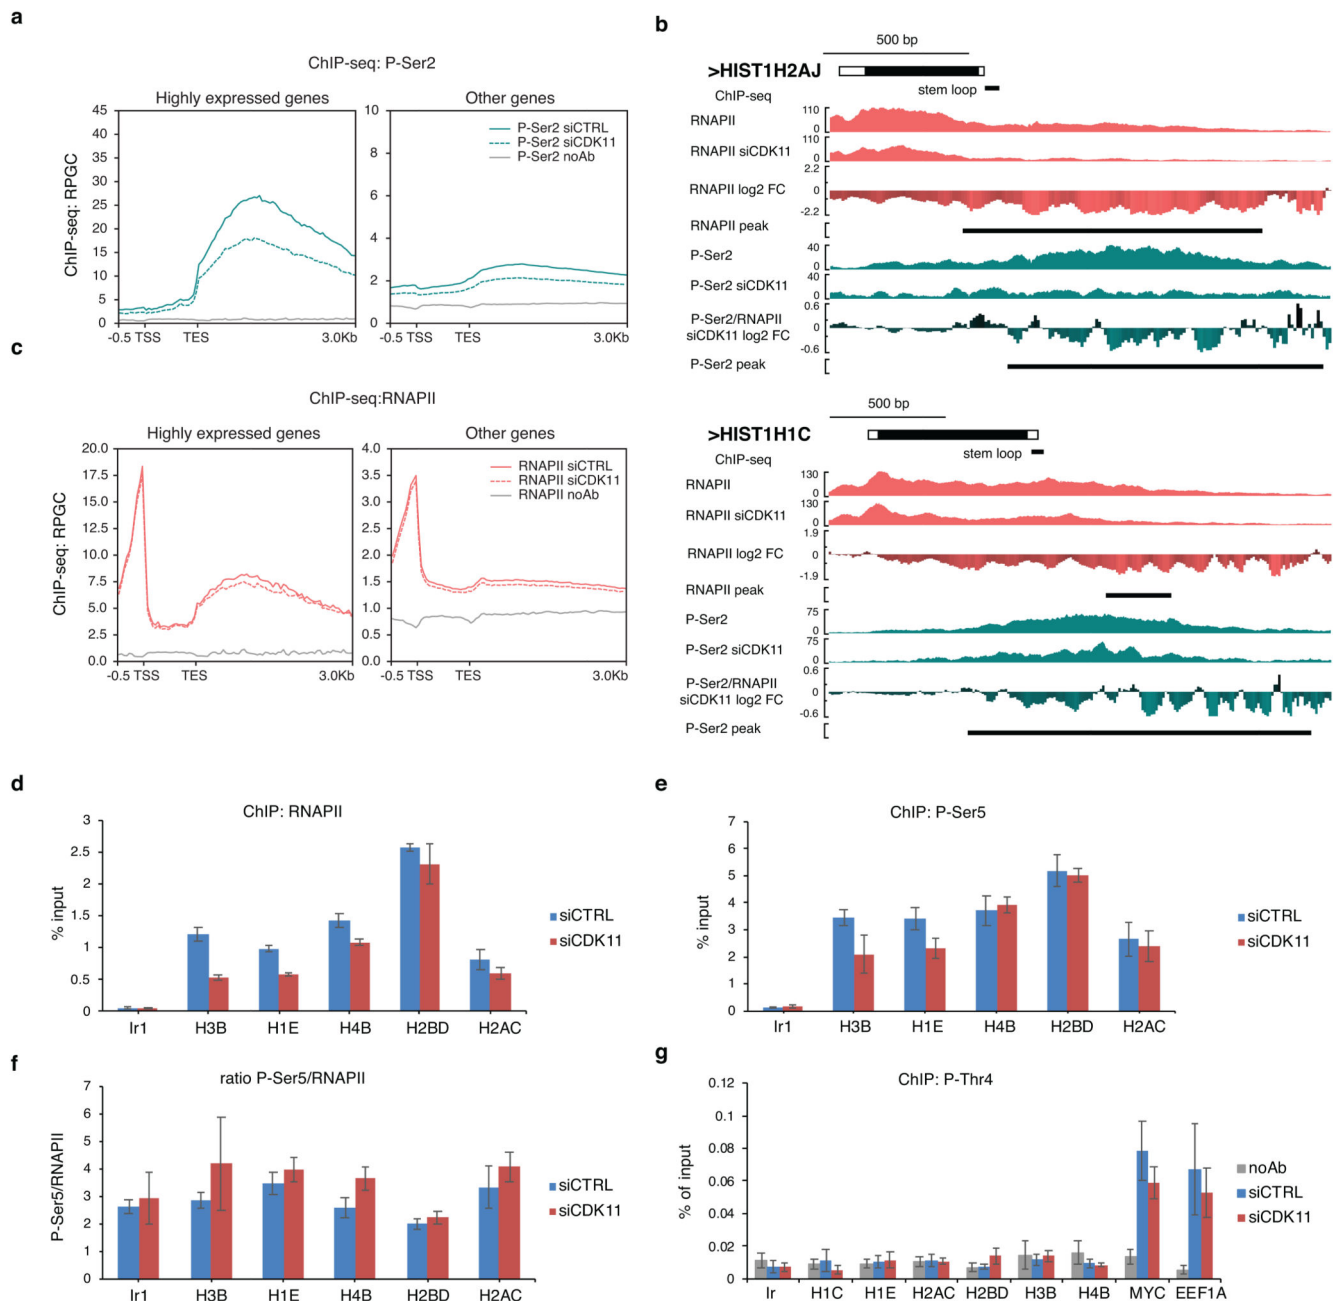 a
ChIP-seq: P-Ser2
Highly expressed genes
Other genes
ChIP-seq: RPGC
45
40
35
30
25
20
15
10
5
0
-0.5 TSS
TES
3.0Kb
10
8
6
4
2
0
P-Ser2 siCTRL
P-Ser2 siCDK11
P-Ser2 noAb
-0.5 TSS
TES
3.0Kb
b
500 bp
>HIST1H2AJ
stem loop
ChIP-seq
RNAPII
110
0
RNAPII siCDK11
110
0
RNAPII log2 FC
2.2
0
-2.2
RNAPII peak
P-Ser2
40
0
P-Ser2 siCDK11
40
0
P-Ser2/RNAPII
siCDK11 log2 FC
0.6
0
-0.6
P-Ser2 peak
500 bp
>HIST1H1C
stem loop
ChIP-seq
RNAPII
130
0
RNAPII siCDK11
130
0
RNAPII log2 FC
1.9
0
-1.9
RNAPII peak
P-Ser2
75
0
P-Ser2 siCDK11
75
0
P-Ser2/RNAPII
siCDK11 log2 FC
0.6
0
-0.6
P-Ser2 peak
c
ChIP-seq:RNAPII
Highly expressed genes
Other genes
ChIP-seq: RPGC
20.0
17.5
15.0
12.5
10.0
7.5
5.0
2.5
0.0
-0.5 TSS
TES
3.0Kb
4.0
3.5
3.0
2.5
2.0
1.5
1.0
0.5
0.0
RNAPII siCTRL
RNAPII siCDK11
RNAPII noAb
-0.5 TSS
TES
3.0Kb
d
ChIP: RNAPII
% input
3
2.5
2
1.5
1
0.5
0
Ir1
H3B
H1E
H4B
H2BD
H2AC
siCTRL
siCDK11
e
ChIP: P-Ser5
% input
7
6
5
4
3
2
1
0
Ir1
H3B
H1E
H4B
H2BD
H2AC
siCTRL
siCDK11
f
ratio P-Ser5/RNAPII
P-Ser5/RNAPII
7
6
5
4
3
2
1
0
Ir1
H3B
H1E
H4B
H2BD
H2AC
siCTRL
siCDK11
g
ChIP: P-Thr4
% of input
0.12
0.1
0.08
0.06
0.04
0.02
0
Ir
H1C
H1E
H2AC
H2BD
H3B
H4B
MYC
EEF1A
noAb
siCTRL
siCDK11